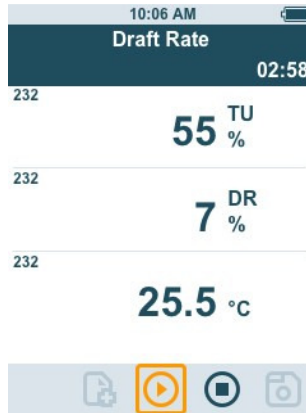 10:06 AM
Draft Rate
02:58
232
55 TU %
232
7 DR %
232
25.5 °C